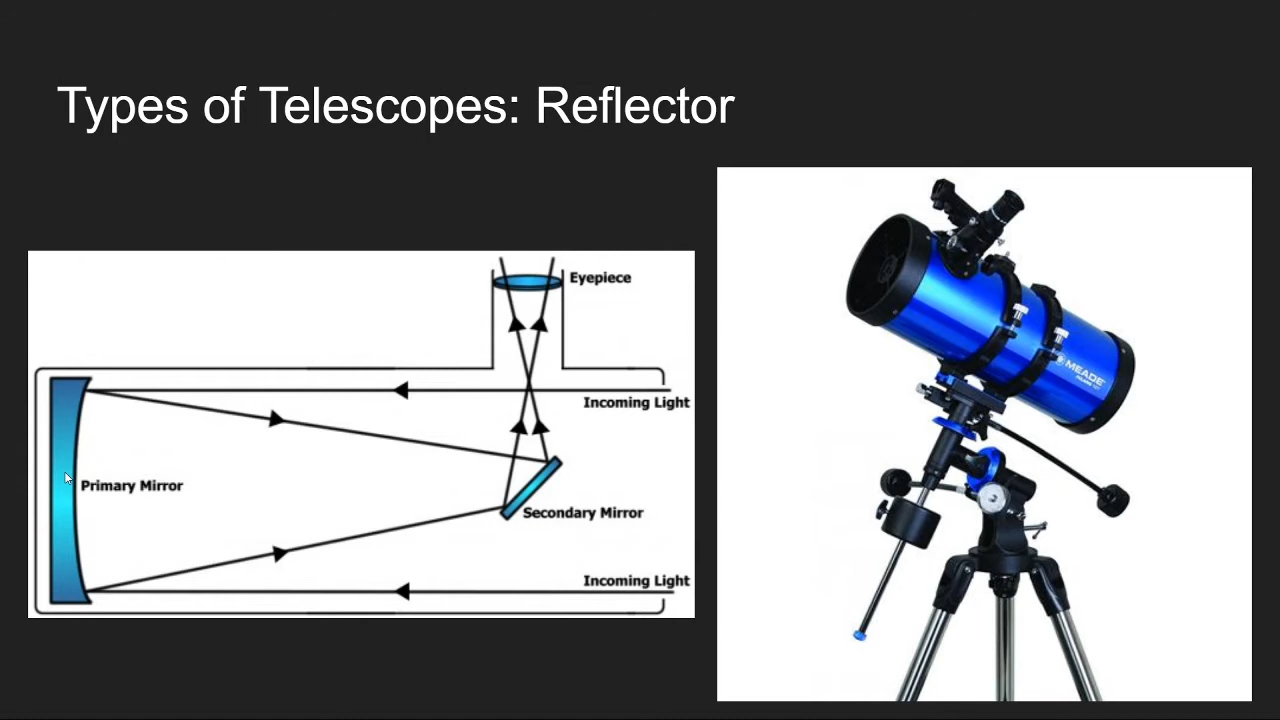 Types of Telescopes: Reflector
Eyepiece
Incoming Light
Primary Mirror
Secondary Mirror
Incoming Light
MEADE